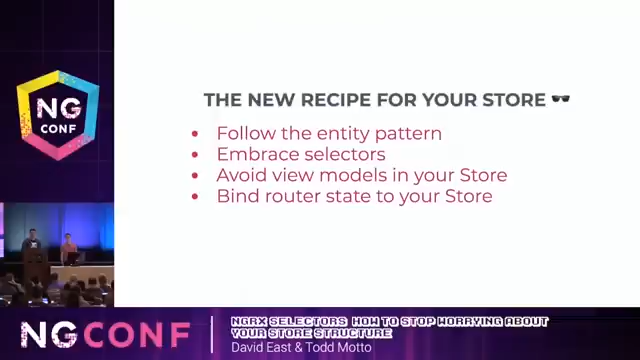 NG
CONF
THE NEW RECIPE FOR YOUR STORE 🕶️
• Follow the entity pattern
• Embrace selectors
• Avoid view models in your Store
• Bind router state to your Store
NGCONF
NGRX SELECTORS: HOW TO STOP WORRYING ABOUT
YOUR STORE STRUCTURE
David East & Todd Motto